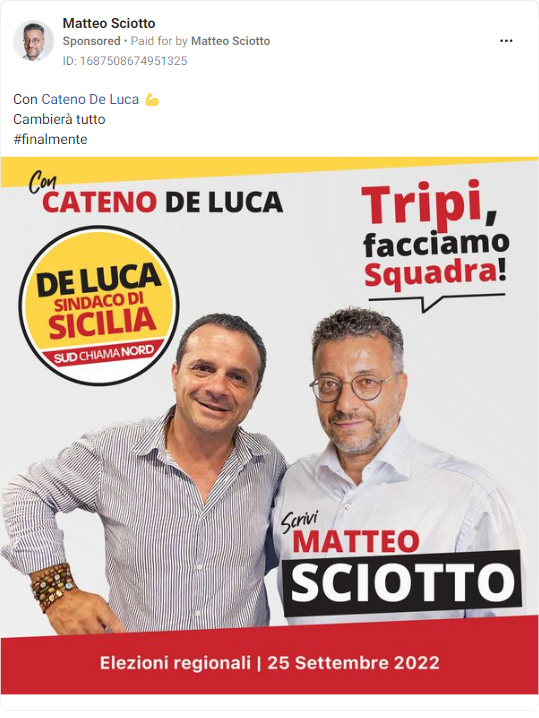 Matteo Sciotto
Sponsored • Paid for by Matteo Sciotto
ID: 1687508674951325
Con Cateno De Luca 💪
Cambierà tutto
#finalmente
Con
CATENO DE LUCA
Tripi,
facciamo
Squadra!
DE LUCA
SINDACO DI
SICILIA
SUD CHIAMA NORD
Scrivi
MATTEO
SCIOTTO
Elezioni regionali | 25 Settembre 2022